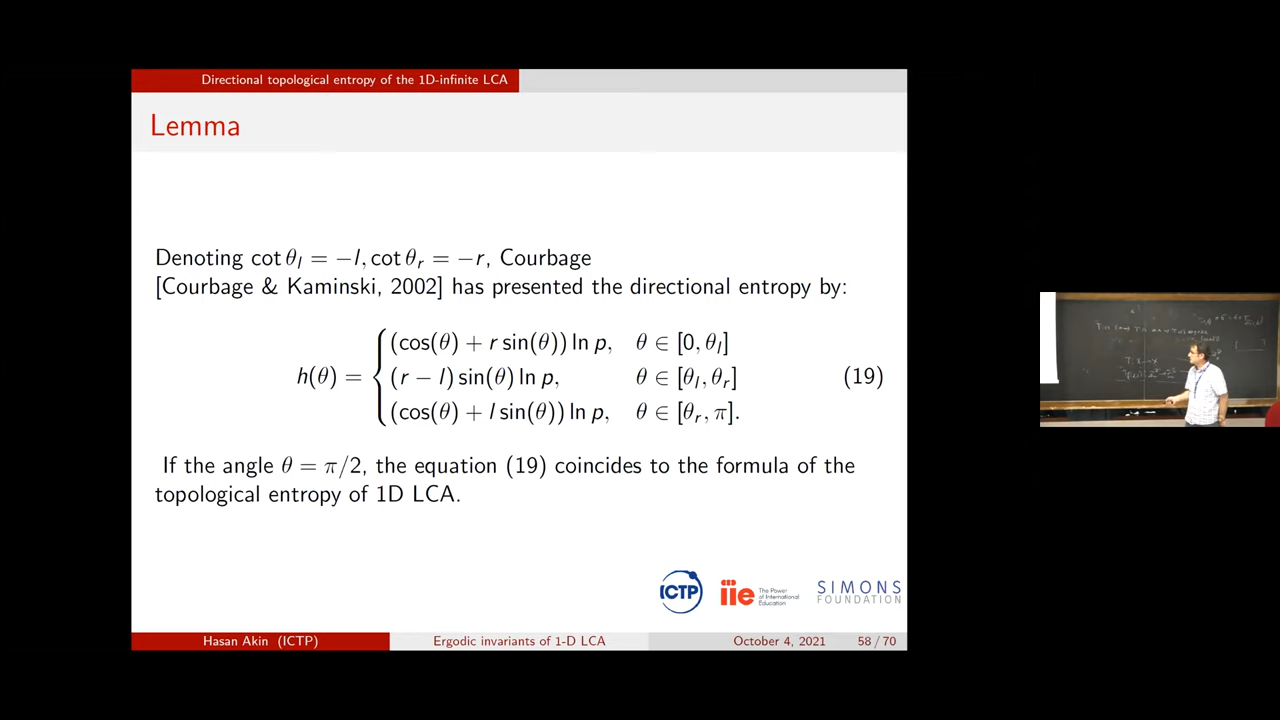 Directional topological entropy of the 1D-infinite LCA
Lemma
Denoting cot θ_l = −l, cot θ_r = −r, Courbage
[Courbage & Kaminski, 2002] has presented the directional entropy by:
h(θ) = { (cos(θ) + r sin(θ)) ln p, θ ∈ [0, θ_l]
(r − l) sin(θ) ln p, θ ∈ [θ_l, θ_r] (19)
(cos(θ) + l sin(θ)) ln p, θ ∈ [θ_r, π].
If the angle θ = π/2, the equation (19) coincides to the formula of the
topological entropy of 1D LCA.
ICTP iie The Power of International Education SIMONS FOUNDATION
Hasan Akin (ICTP) Ergodic invariants of 1-D LCA October 4, 2021 58 / 70